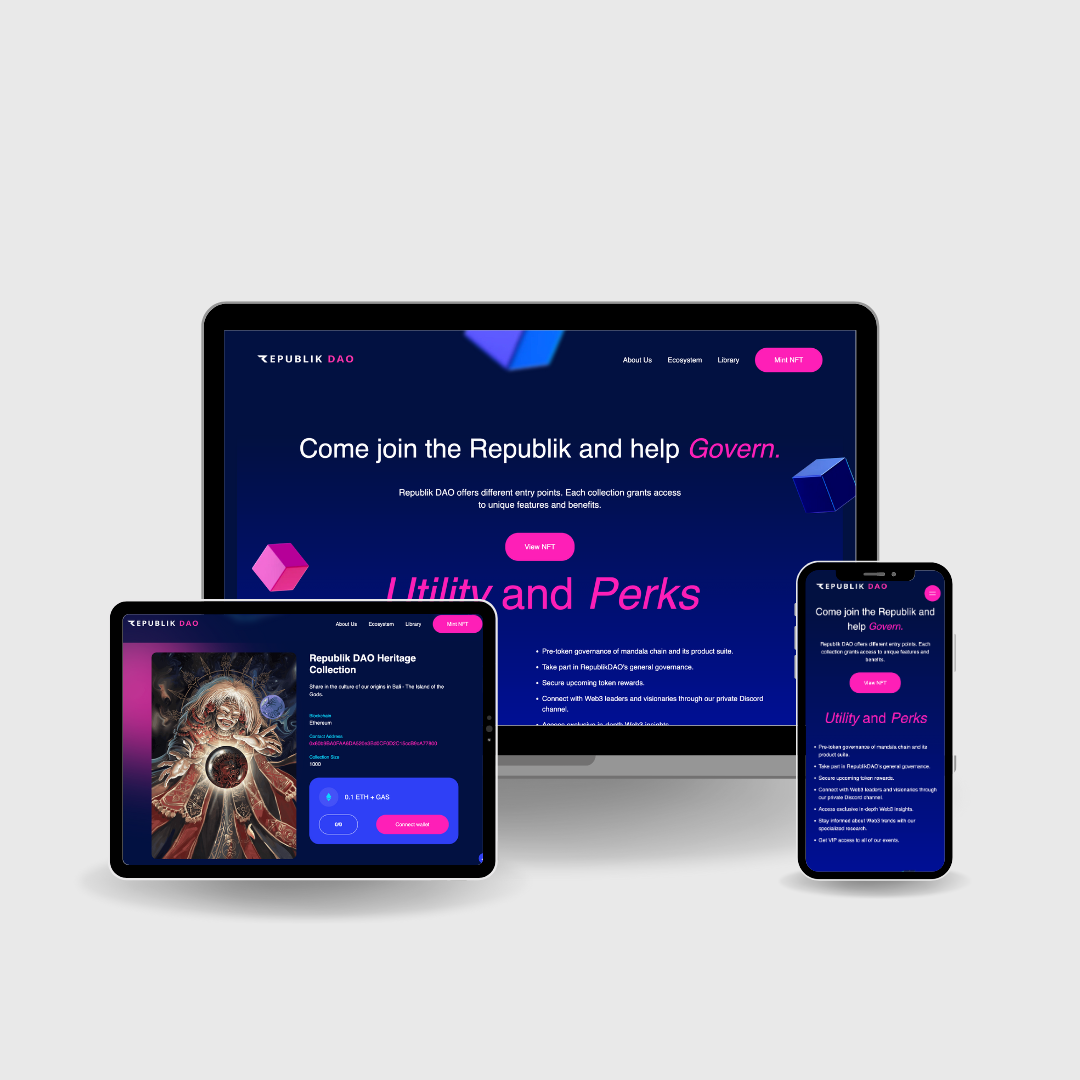 REPUBLIK DAO
About Us
Ecosystem
Library
Mint NFT
Come join the Republik and help Govern.
Republik DAO offers different entry points. Each collection grants access
to unique features and benefits.
View NFT
Utility and Perks
• Pre-token governance of mandala chain and its product suite.
• Take part in RepublikDAO's general governance.
• Secure upcoming token rewards.
• Connect with Web3 leaders and visionaries through our private Discord
channel.
• Access exclusive in-depth Web3 insights.
REPUBLIK DAO
About Us
Ecosystem
Library
Mint NFT
Republik DAO Heritage
Collection
Share in the culture of our origins in Bali - The Island of the
Gods.
Blockchain
Ethereum
Contact Address
Collection Size
1000
0.1 ETH + GAS
0/0
Connect wallet
REPUBLIK DAO
Come join the Republik and
help Govern.
Republik DAO offers different entry points. Each
collection grants access to unique features and
benefits.
View NFT
Utility and Perks
• Pre-token governance of mandala chain and its
product suite.
• Take part in RepublikDAO's general governance.
• Secure upcoming token rewards.
• Connect with Web3 leaders and visionaries through
our private Discord channel.
• Access exclusive in-depth Web3 insights.
• Stay informed about Web3 trends with our
specialized research.
• Get VIP access to all of our events.